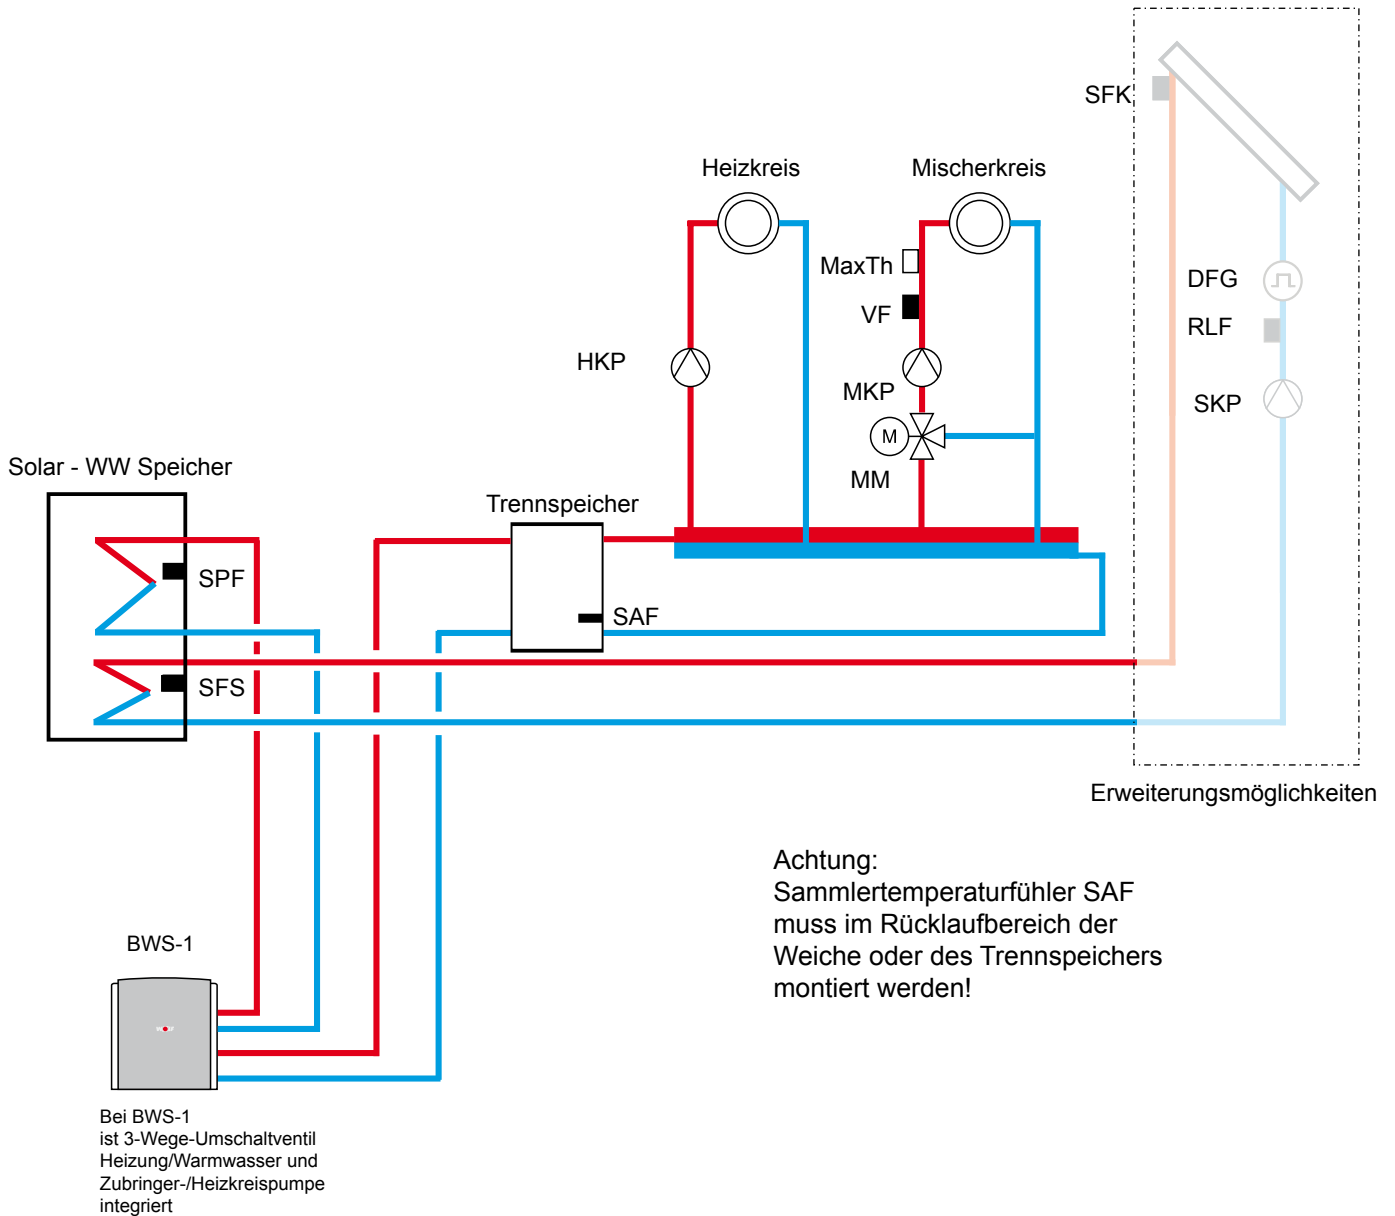 SFK
Heizkreis
Mischerkreis
MaxTh
DFG
VF
RLF
HKP
MKP
SKP
M
MM
Solar - WW Speicher
Trennspeicher
SPF
SAF
SFS
Erweiterungsmöglichkeiten
Achtung:
Sammlertemperaturfühler SAF
muss im Rücklaufbereich der
Weiche oder des Trennspeichers
montiert werden!
BWS-1
Bei BWS-1
ist 3-Wege-Umschaltventil
Heizung/Warmwasser und
Zubringer-/Heizkreispumpe
integriert